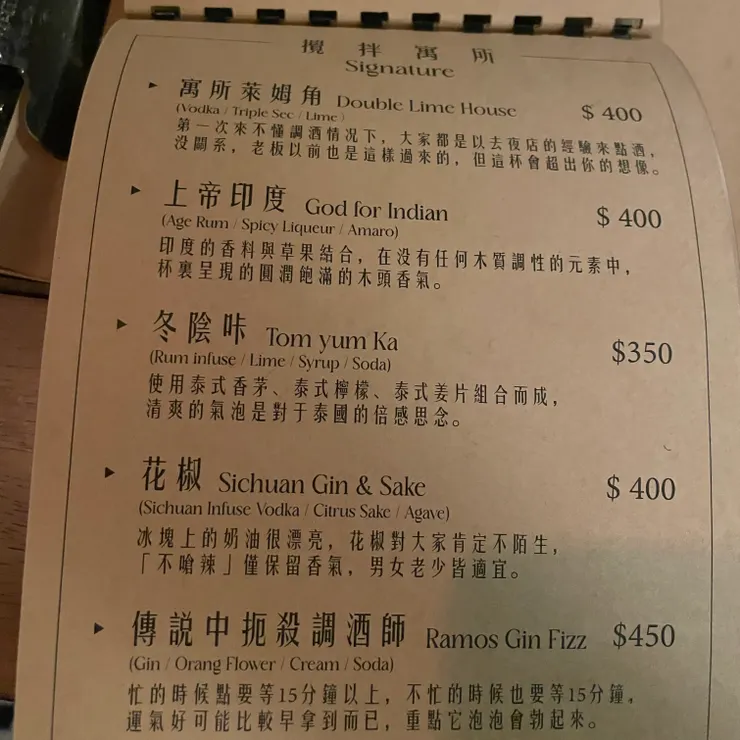 攪拌寓所
Signature
寓所萊姆角 Double Lime House $ 400
(Vodka / Triple Sec / Lime)
第一次來不懂調酒情況下，大家都是以去夜店的經驗來點酒，
沒關系，老板以前也是這樣過來的，但這杯會超出你的想像。
上帝印度 God for Indian $ 400
(Age Rum / Spicy Liqueur / Amaro)
印度的香料與草果結合，在沒有任何木質調性的元素中，
杯裏呈現的圓潤飽滿的木頭香氣。
冬陰咔 Tom yum Ka $350
(Rum infuse / Lime / Syrup / Soda)
使用泰式香茅、泰式檸檬、泰式姜片組合而成，
清爽的氣泡是對于泰國的倍感思念。
花椒 Sichuan Gin & Sake $ 400
(Sichuan Infuse Vodka / Citrus Sake / Agave)
冰塊上的奶油很漂亮，花椒對大家肯定不陌生，
「不嗆辣」僅保留香氣，男女老少皆適宜。
傳說中扼殺調酒師 Ramos Gin Fizz $450
(Gin / Orang Flower / Cream / Soda)
忙的時候點要等15分鐘以上，不忙的時候也要等15分鐘，
運氣好可能比較早拿到而已，重點它泡泡會勃起來。